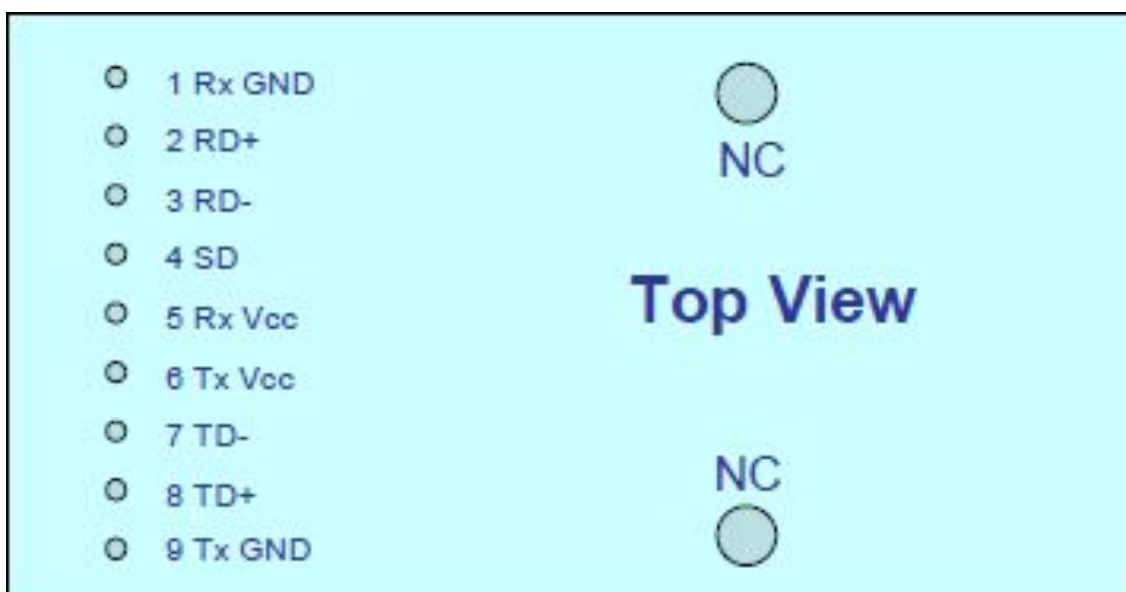 1 Rx GND
2 RD+
3 RD-
4 SD
5 Rx Vcc
6 Tx Vcc
7 TD-
8 TD+
9 Tx GND
NC
Top View
NC